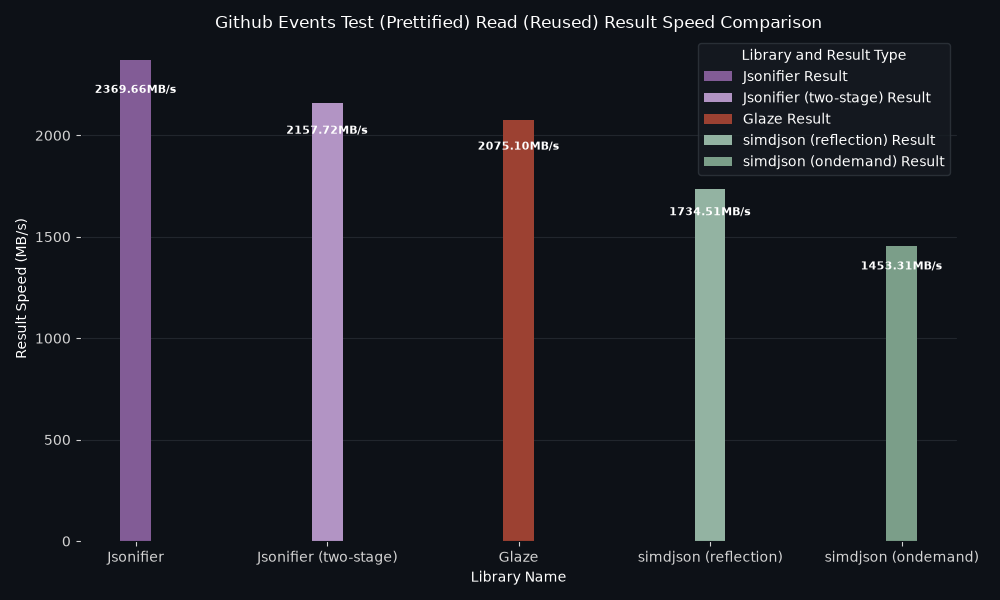 Github Events Test (Prettified) Read (Reused) Result Speed Comparison
Library and Result Type
Jsonifier Result
Jsonifier (two-stage) Result
Glaze Result
simdjson (reflection) Result
simdjson (ondemand) Result
2369.66MB/s
2157.72MB/s
2075.10MB/s
1734.51MB/s
1453.31MB/s
Result Speed (MB/s)
2000
1500
1000
500
0
Jsonifier
Jsonifier (two-stage)
Glaze
simdjson (reflection)
simdjson (ondemand)
Library Name